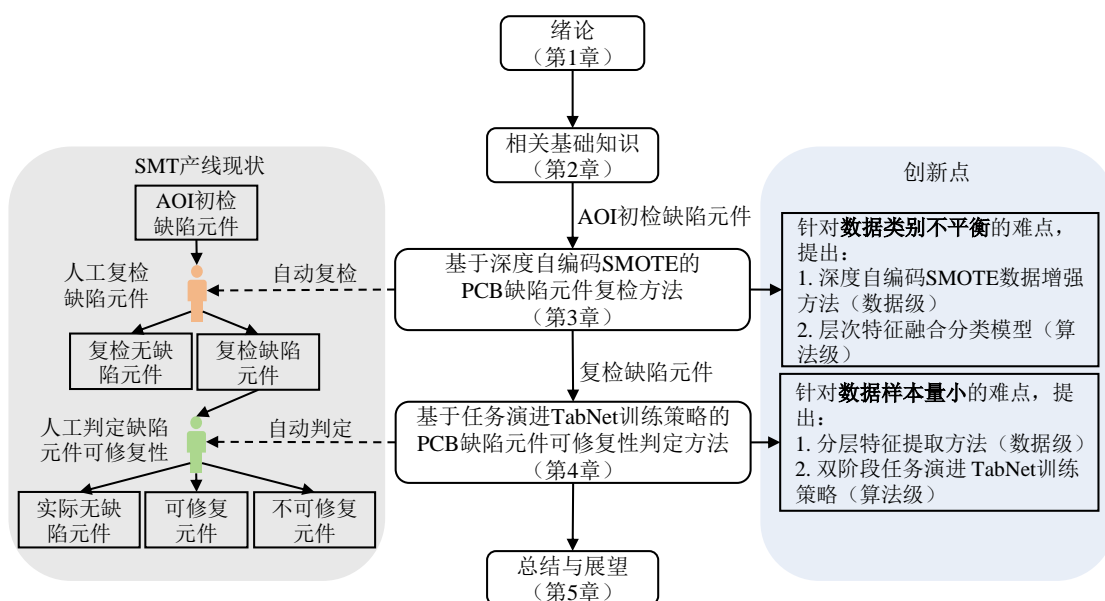 绪论
（第1章）
相关基础知识
（第2章）
AOI初检缺陷元件
基于深度自编码SMOTE的
PCB缺陷元件复检方法
（第3章）
复检缺陷元件
基于任务演进TabNet训练策略的
PCB缺陷元件可修复性判定方法
（第4章）
总结与展望
（第5章）
SMT产线现状
AOI初检
缺陷元件
人工复检
缺陷元件
自动复检
复检无缺
陷元件
复检缺陷
元件
人工判定缺陷
元件可修复性
自动判定
实际无缺
陷元件
可修复
元件
不可修复
元件
创新点
针对数据类别不平衡的难点，
提出：
1. 深度自编码SMOTE数据增强
方法（数据级）
2. 层次特征融合分类模型（算
法级）
针对数据样本量小的难点，提
出：
1. 分层特征提取方法（数据级）
2. 双阶段任务演进 TabNet训练
策略（算法级）